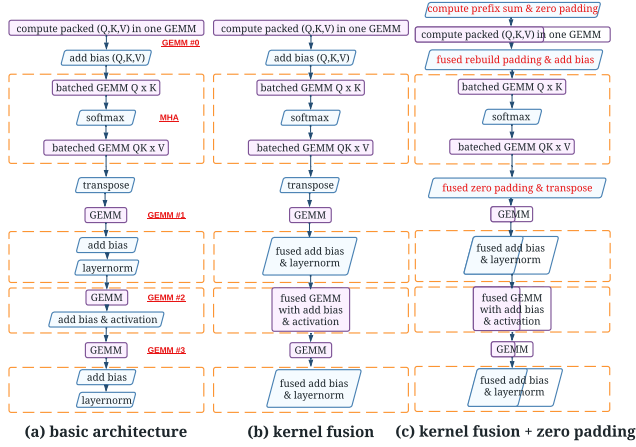 compute packed (Q,K,V) in one GEMM
GEMM #0
add bias (Q,K,V)
batched GEMM Q x K
softmax
MHA
bateched GEMM QK x V
transpose
GEMM
GEMM #1
add bias
layernorm
GEMM
GEMM #2
add bias & activation
GEMM
GEMM #3
add bias
layernorm
(a) basic architecture
compute packed (Q,K,V) in one GEMM
add bias (Q,K,V)
batched GEMM Q x K
softmax
bateched GEMM QK x V
transpose
GEMM
fused add bias
& layernorm
fused GEMM
with add bias
& activation
GEMM
fused add bias
& layernorm
(b) kernel fusion
compute prefix sum & zero padding
compute packed (Q,K,V) in one GEMM
fused rebuild padding & add bias
batched GEMM Q x K
softmax
batched GEMM QK x V
fused zero padding & transpose
GEMM
fused add bias
& layernorm
fused GEMM
with add bias
& activation
GEMM
fused add bias
& layernorm
(c) kernel fusion + zero padding